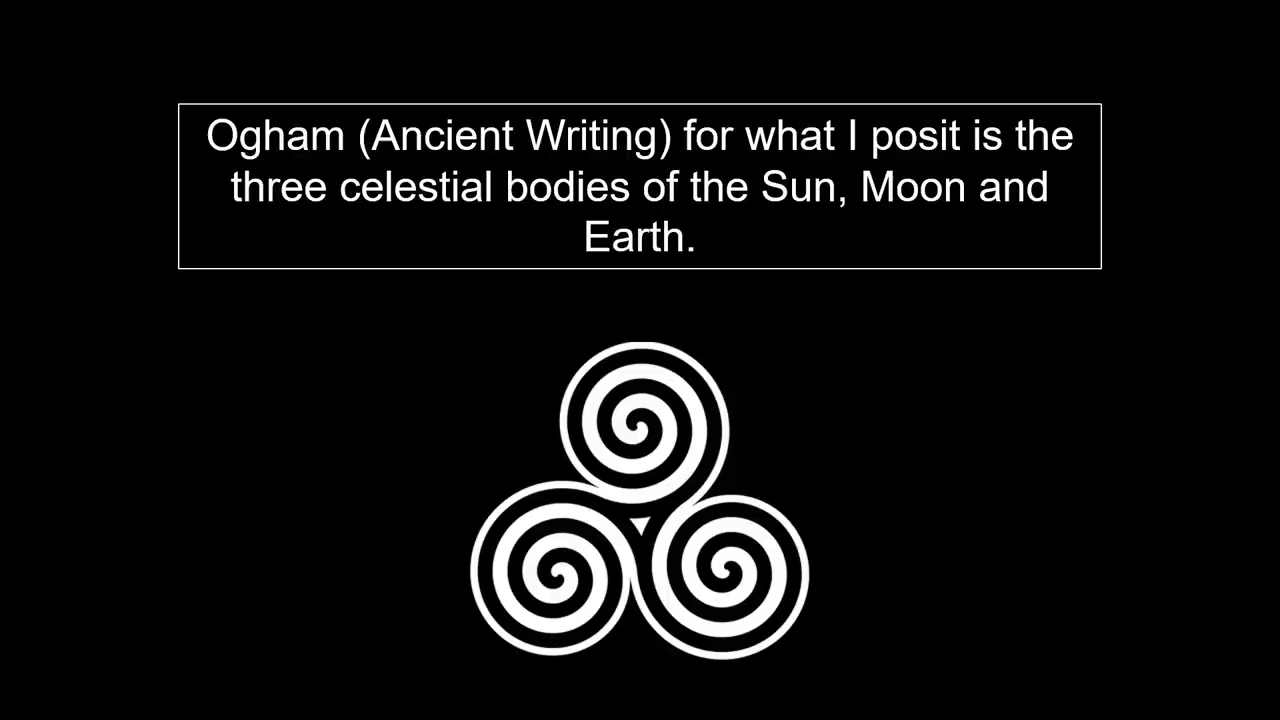 Ogham (Ancient Writing) for what I posit is the
three celestial bodies of the Sun, Moon and
Earth.